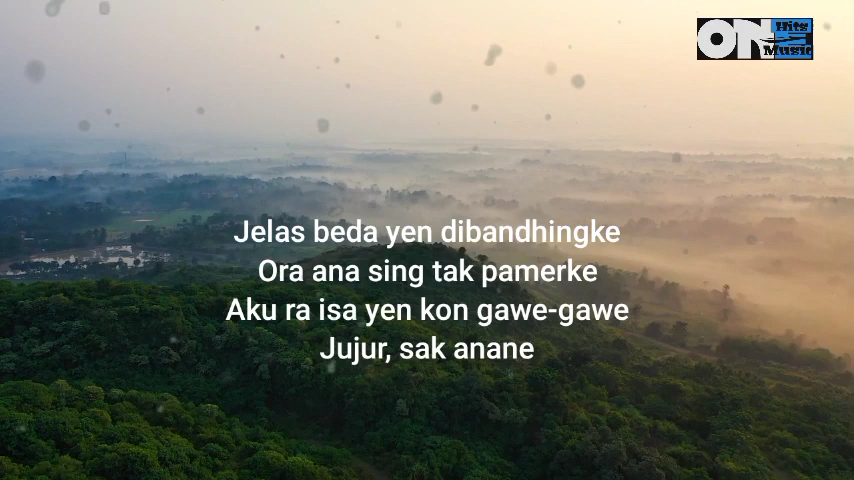 ON Hits
Music
Jelas beda yen dibandhingke
Ora ana sing tak pamerke
Aku ra isa yen kon gawe-gawe
Jujur, sak anane